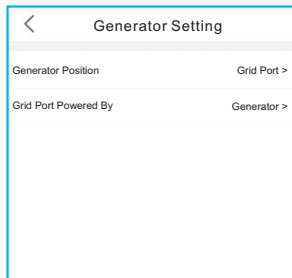 Generator Setting
Generator Position Grid Port >
Grid Port Powered By Generator >